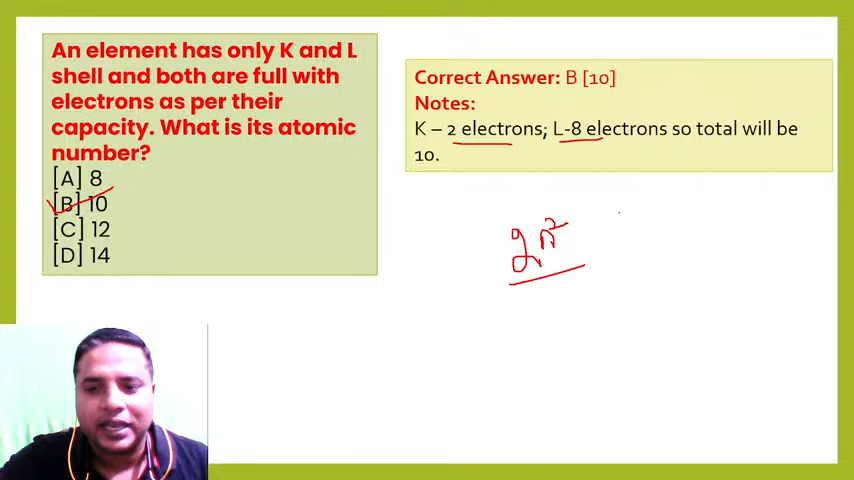 An element has only K and L
shell and both are full with
electrons as per their
capacity. What is its atomic
number?
[A] 8
[B] 10
[C] 12
[D] 14
Correct Answer: B [10]
Notes:
K – 2 electrons; L-8 electrons so total will be
10.
2n²